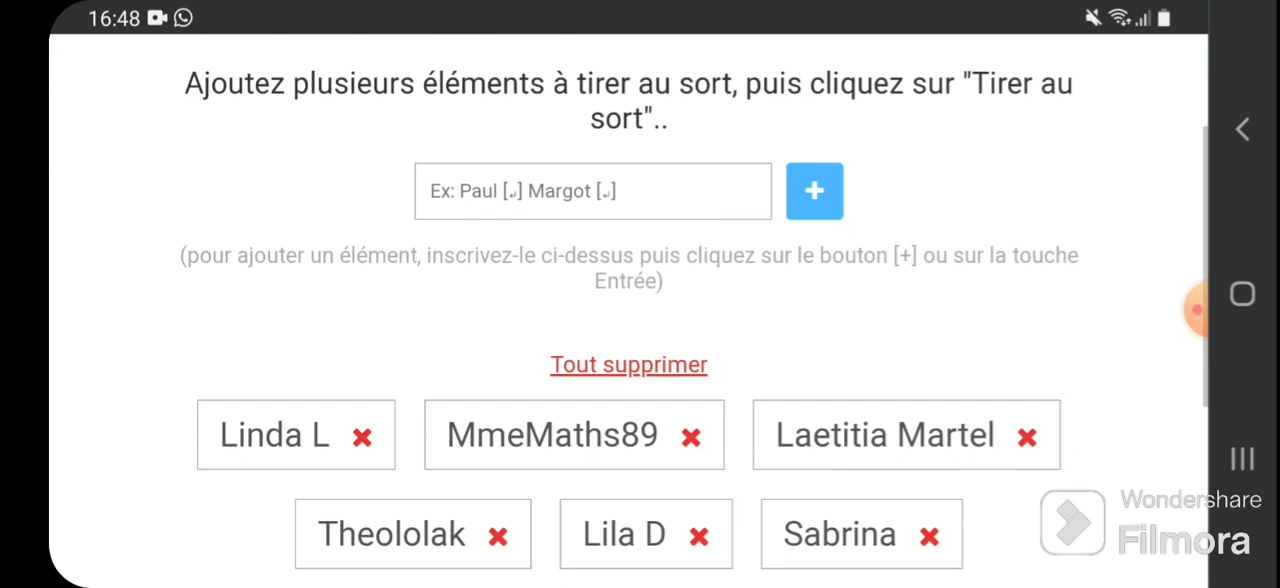 16:48
Ajoutez plusieurs éléments à tirer au sort, puis cliquez sur "Tirer au
sort"..
Ex: Paul [↲] Margot [↲]
+
(pour ajouter un élément, inscrivez-le ci-dessus puis cliquez sur le bouton [+] ou sur la touche
Entrée)
Tout supprimer
Linda L
MmeMaths89
Laetitia Martel
Theololak
Lila D
Sabrina
Wondershare
Filmora